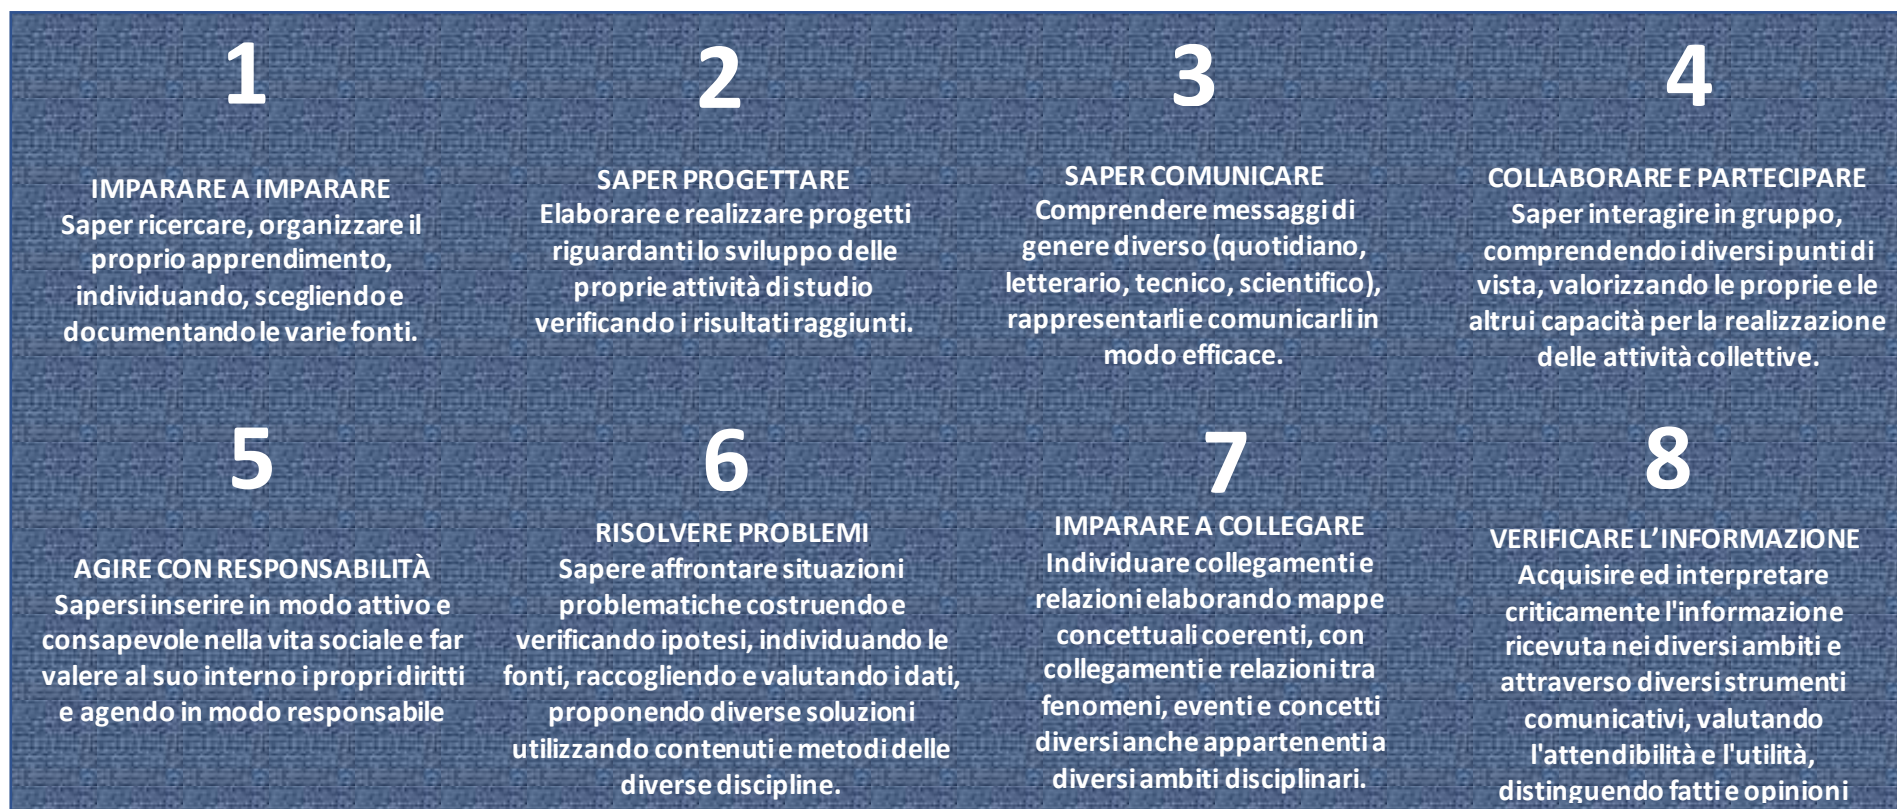 1
IMPARARE A IMPARARE
Saper ricercare, organizzare il
proprio apprendimento,
individuando, scegliendo e
documentando le varie fonti.
2
SAPER PROGETTARE
Elaborare e realizzare progetti
riguardanti lo sviluppo delle
proprie attività di studio
verificando i risultati raggiunti.
3
SAPER COMUNICARE
Comprendere messaggi di
genere diverso (quotidiano,
letterario, tecnico, scientifico),
rappresentarli e comunicarli in
modo efficace.
4
COLLABORARE E PARTECIPARE
Saper interagire in gruppo,
comprendendo i diversi punti di
vista, valorizzando le proprie e le
altrui capacità per la realizzazione
delle attività collettive.
5
AGIRE CON RESPONSABILITÀ
Sapersi inserire in modo attivo e
consapevole nella vita sociale e far
valere al suo interno i propri diritti
e agendo in modo responsabile
6
RISOLVERE PROBLEMI
Sapere affrontare situazioni
problematiche costruendo e
verificando ipotesi, individuando le
fonti, raccogliendo e valutando i dati,
proponendo diverse soluzioni
utilizzando contenuti e metodi delle
diverse discipline.
7
IMPARARE A COLLEGARE
Individuare collegamenti e
relazioni elaborando mappe
concettuali coerenti, con
collegamenti e relazioni tra
fenomeni, eventi e concetti
diversi anche appartenenti a
diversi ambiti disciplinari.
8
VERIFICARE L’INFORMAZIONE
Acquisire ed interpretare
criticamente l'informazione
ricevuta nei diversi ambiti e
attraverso diversi strumenti
comunicativi, valutando
l'attendibilità e l'utilità,
distinguendo fatti e opinioni